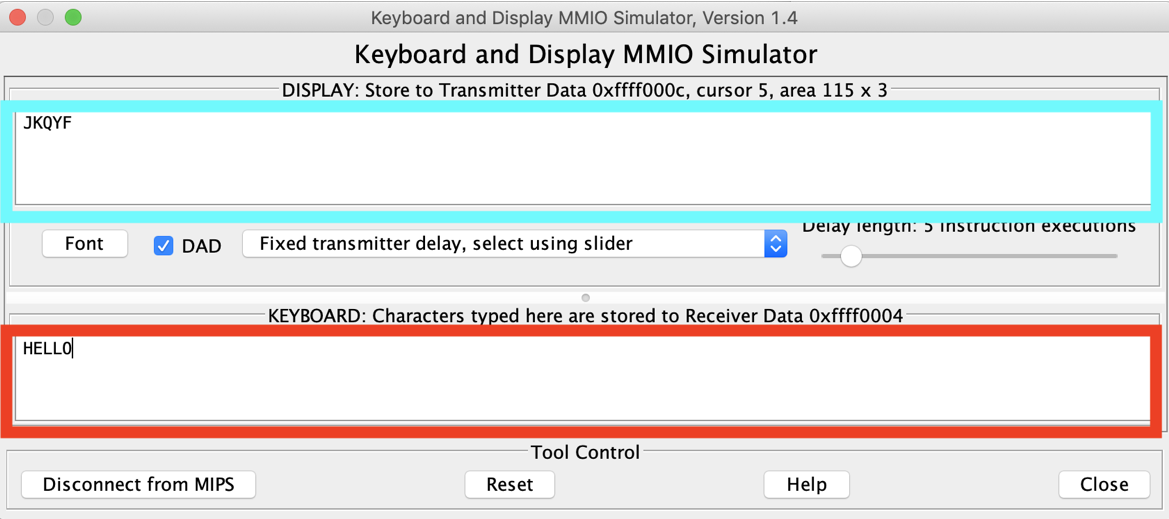 Keyboard and Display MMIO Simulator, Version 1.4
Keyboard and Display MMIO Simulator
DISPLAY: Store to Transmitter Data 0xffff000c, cursor 5, area 115 x 3
JKQYF
Font DAD Fixed transmitter delay, select using slider Delay length: 5 instruction executions
KEYBOARD: Characters typed here are stored to Receiver Data 0xffff0004
HELLO
Tool Control
Disconnect from MIPS Reset Help Close